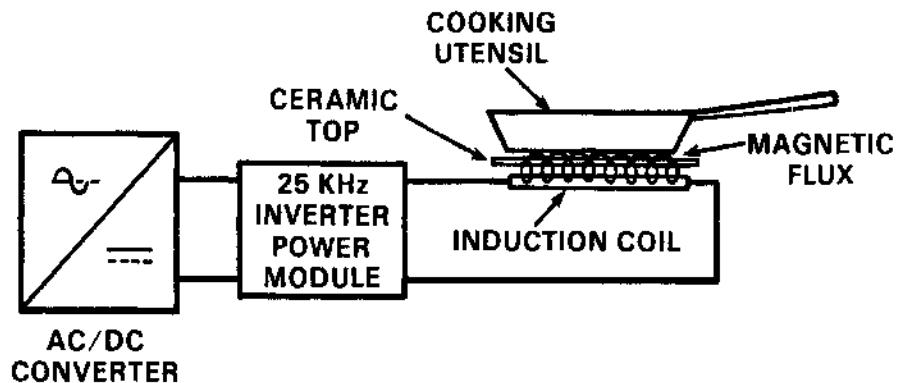 COOKING
UTENSIL
CERAMIC
TOP
MAGNETIC
FLUX
25 KHz
INVERTER
POWER
MODULE
INDUCTION COIL
AC/DC
CONVERTER